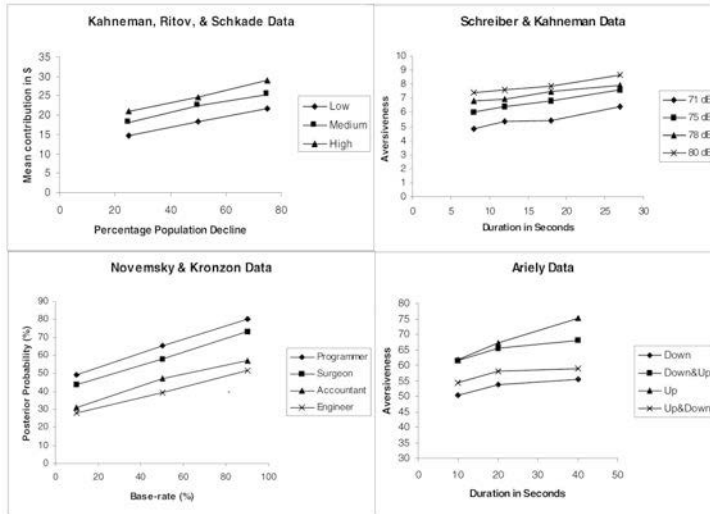 Kahneman, Ritov, & Schkade Data
Mean contribution in $
35
30
25
20
15
10
5
0
0
20
40
60
80
Percentage Population Decline
Low
Medium
High
Schreiber & Kahneman Data
Aversiveness
10
9
8
7
6
5
4
3
2
1
0
0
5
10
15
20
25
30
Duration in Seconds
71 dB
75 dB
78 dB
80 dB
Novemsky & Kronzon Data
Posterior Probability (%)
90
80
70
60
50
40
30
20
10
0
0
20
40
60
80
100
Base-rate (%)
Programmer
Surgeon
Accountant
Engineer
Ariely Data
Aversiveness
80
75
70
65
60
55
50
45
40
35
30
0
10
20
30
40
50
Duration in Seconds
Down
Down&Up
Up
Up&Down